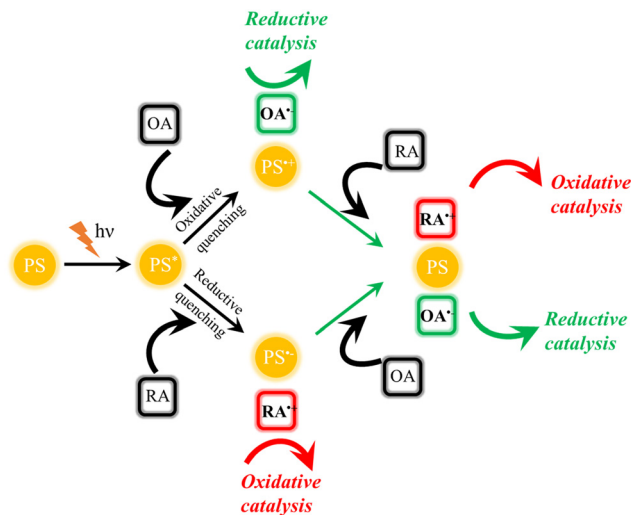 Reductive
catalysis
OA
OA•-
PS•+
RA
Oxidative
quenching
hν
PS
PS*
RA•+
PS
Oxidative
catalysis
Reductive
quenching
OA•-
Reductive
catalysis
RA
PS•-
OA
RA•+
Oxidative
catalysis